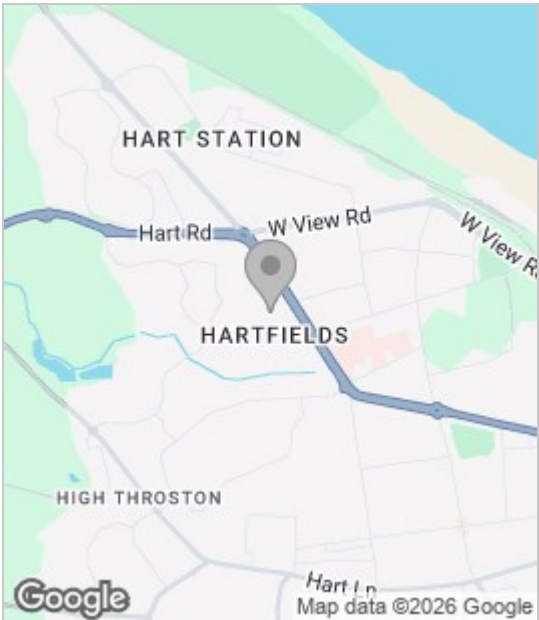 HART STATION
Hart Rd
W View Rd
W View R
HARTFIELDS
HIGH THROSTON
Hart Ln
Google
Map data ©2026 Google